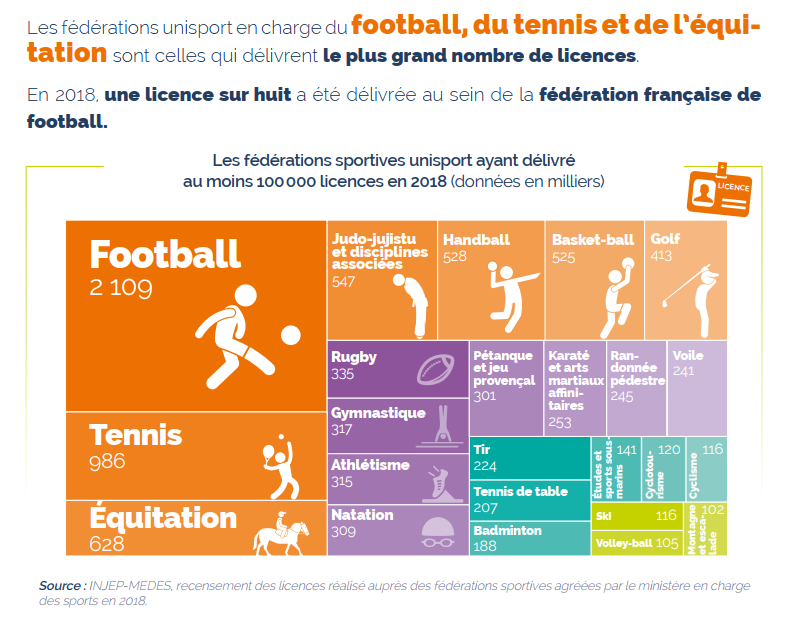 Les fédérations unisport en charge du football, du tennis et de l'équi-
tation sont celles qui délivrent le plus grand nombre de licences.
En 2018, une licence sur huit a été délivrée au sein de la fédération française de
football.
Les fédérations sportives unisport ayant délivré
au moins 100 000 licences en 2018 (données en milliers)
LICENCE
Football
2 109
Tennis
986
Équitation
628
Judo-jujistu
et disciplines
associées
547
Handball
528
Basket-ball
525
Golf
413
Rugby
335
Gymnastique
317
Athlétisme
315
Natation
309
Pétanque
et jeu
provençal
301
Karaté
et arts
martiaux
affini-
taires
253
Ran-
donnée
pédestre
245
Voile
241
Tir
224
Tennis de table
207
Badminton
188
Études et
sports sous-
marins
141
Cyclotou-
risme
120
Cyclisme
116
Ski 116
Volley-ball 105
Montagne
et esca-
lade
102
Source : INJEP-MEDES, recensement des licences réalisé auprès des fédérations sportives agréées par le ministère en charge
des sports en 2018.